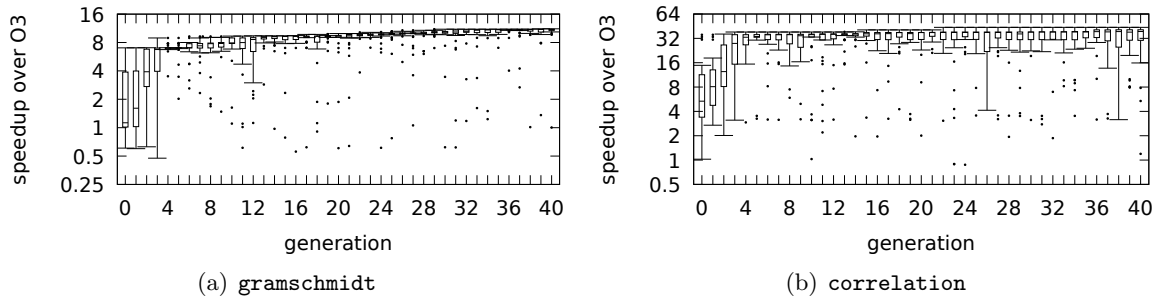 speedup over O3
16
8
4
2
1
0.5
0.25
0 4 8 12 16 20 24 28 32 36 40
generation
(a) gramschmidt
speedup over O3
64
32
16
8
4
2
1
0.5
0 4 8 12 16 20 24 28 32 36 40
generation
(b) correlation